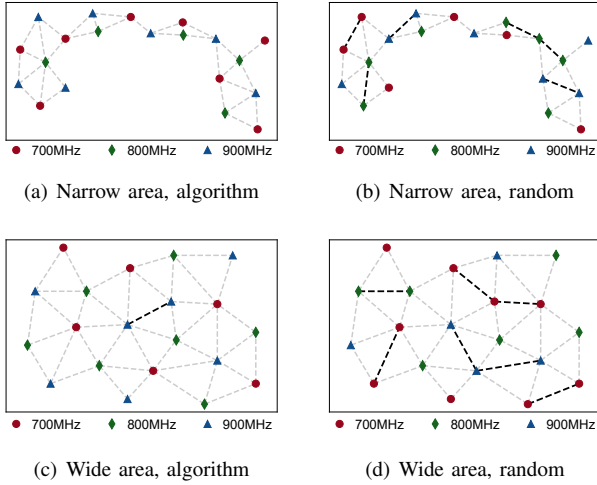 700MHz 800MHz 900MHz
700MHz 800MHz 900MHz
(a) Narrow area, algorithm
(b) Narrow area, random
700MHz 800MHz 900MHz
700MHz 800MHz 900MHz
(c) Wide area, algorithm
(d) Wide area, random